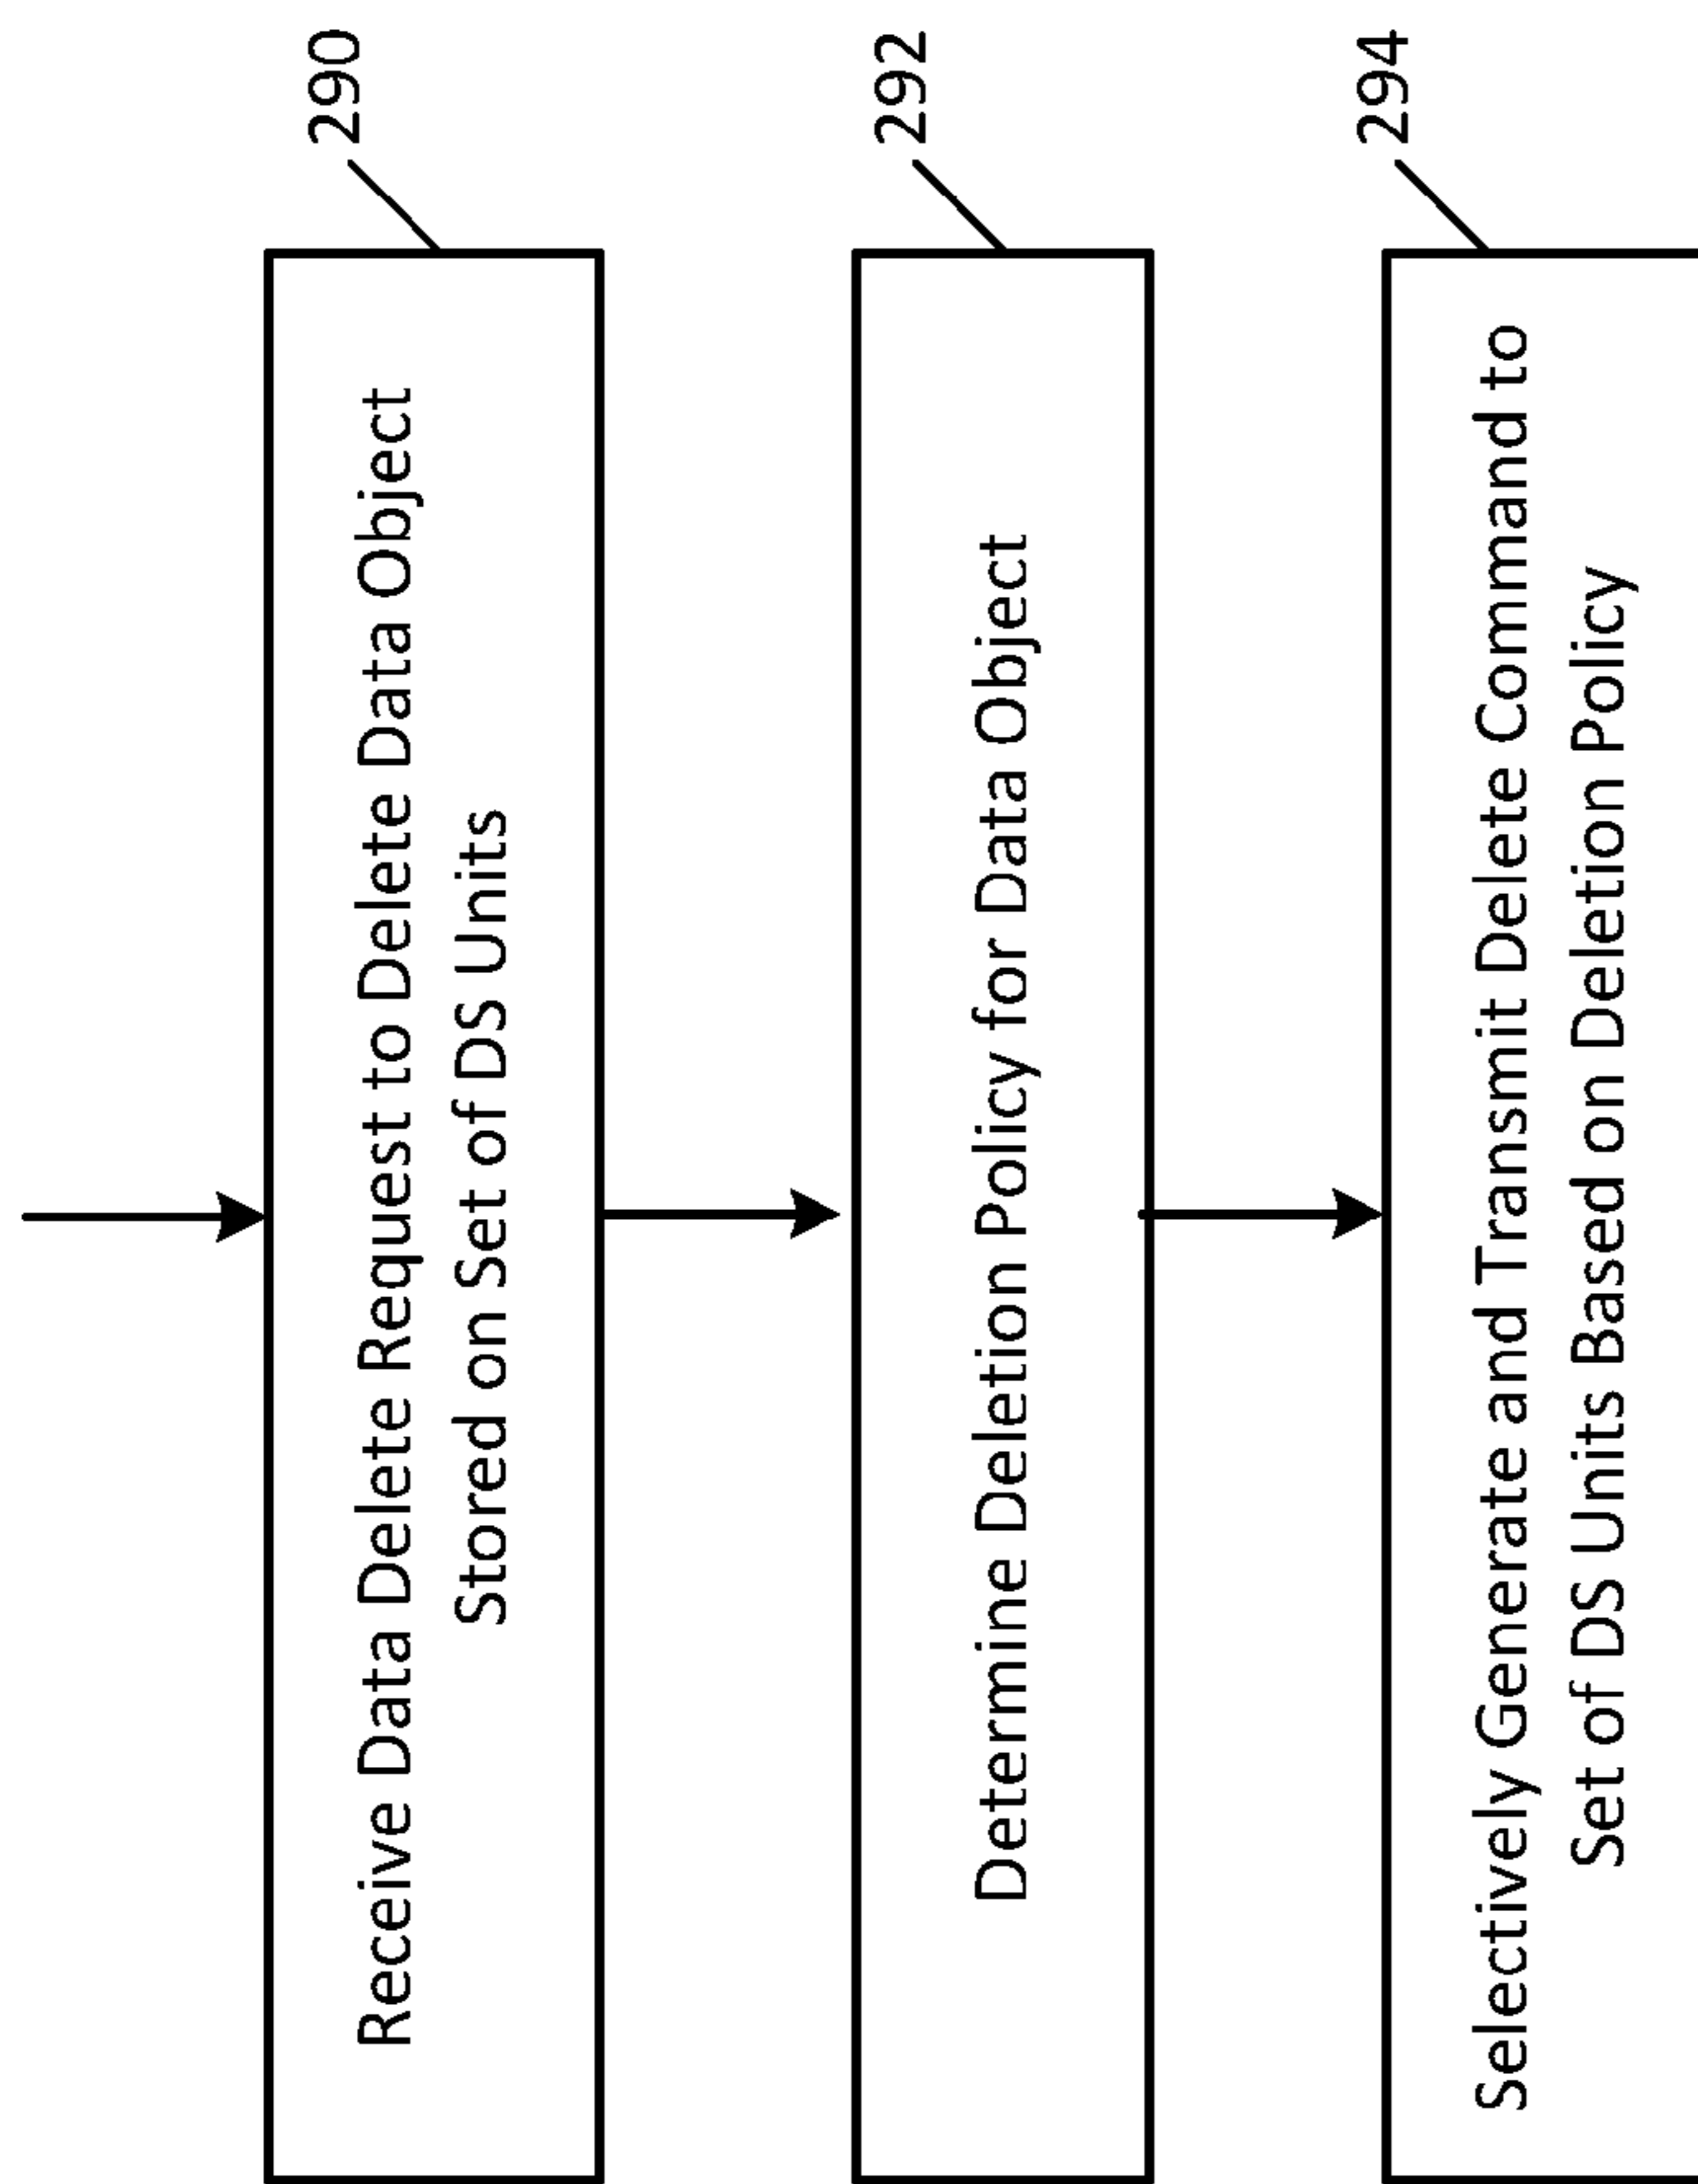 290
Receive Data Delete Request to Delete Data Object
Stored on Set of DS Units
292
Determine Deletion Policy for Data Object
294
Selectively Generate and Transmit Delete Command to
Set of DS Units Based on Deletion Policy